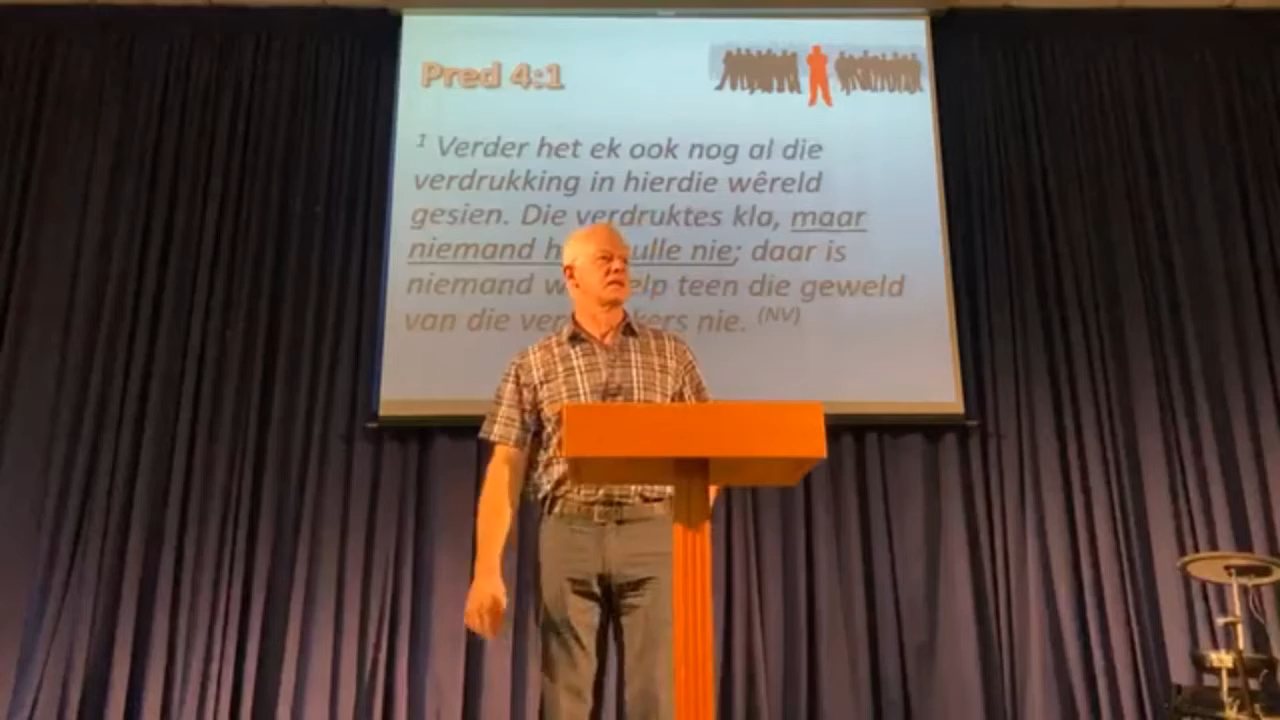 Pred 4:1
1 Verder het ek ook nog al die
verdrukking in hierdie wêreld
gesien. Die verdruktes kla, maar
niemand nie; daar is
niemand teen die geweld
van die nie. (NV)